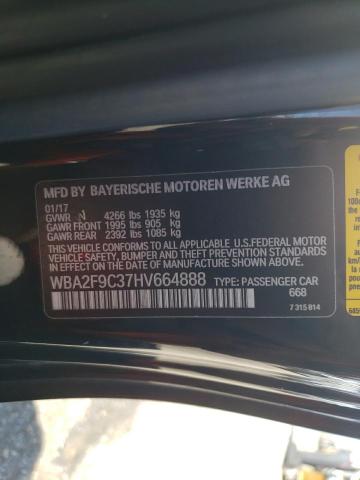 MFD BY BAYERISCHE MOTOREN WERKE AG
01/17
GVWR N 4266 lbs 1935 kg
GAWR FRONT 1995 lbs 905 kg
GAWR REAR 2392 lbs 1085 kg
THIS VEHICLE CONFORMS TO ALL APPLICABLE U.S.FEDERAL MOTOR
VEHICLE SAFETY, BUMPER AND THEFT PREVENTION STANDARDS
IN EFFECT ON THE DATE OF MANUFACTURE SHOWN ABOVE.
WBA2F9C37HV664888 TYPE:PASSENGER CAR
668
7 315 814